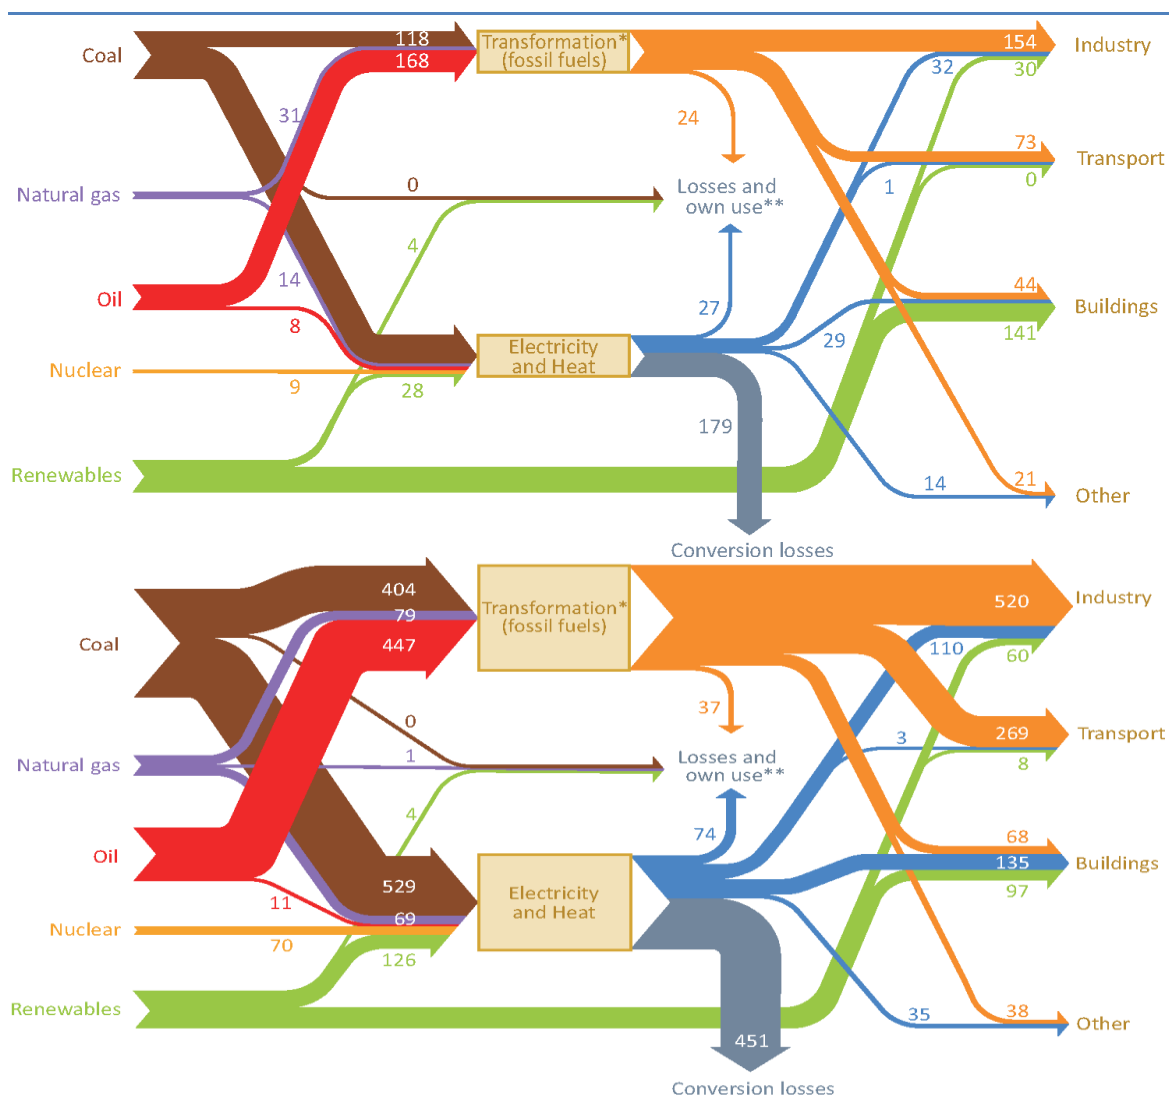 118
154
Coal
Transformation*
(fossil fuels)
Industry
168
32
30
31
24
73
Transport
0
Natural gas
Losses and
own use**
1
0
4
14
44
Oil
27
Buildings
8
29
141
Electricity
and Heat
Nuclear
9
28
179
Renewables
21
14
Other
Conversion losses
404
Industry
520
79
Transformation*
(fossil fuels)
Coal
447
110
60
37
0
269
Transport
3
Natural gas
1
Losses and
own use**
8
4
74
68
Oil
135
Buildings
529
97
11
69
Electricity
and Heat
Nuclear
70
126
Renewables
35
38
Other
451
Conversion losses